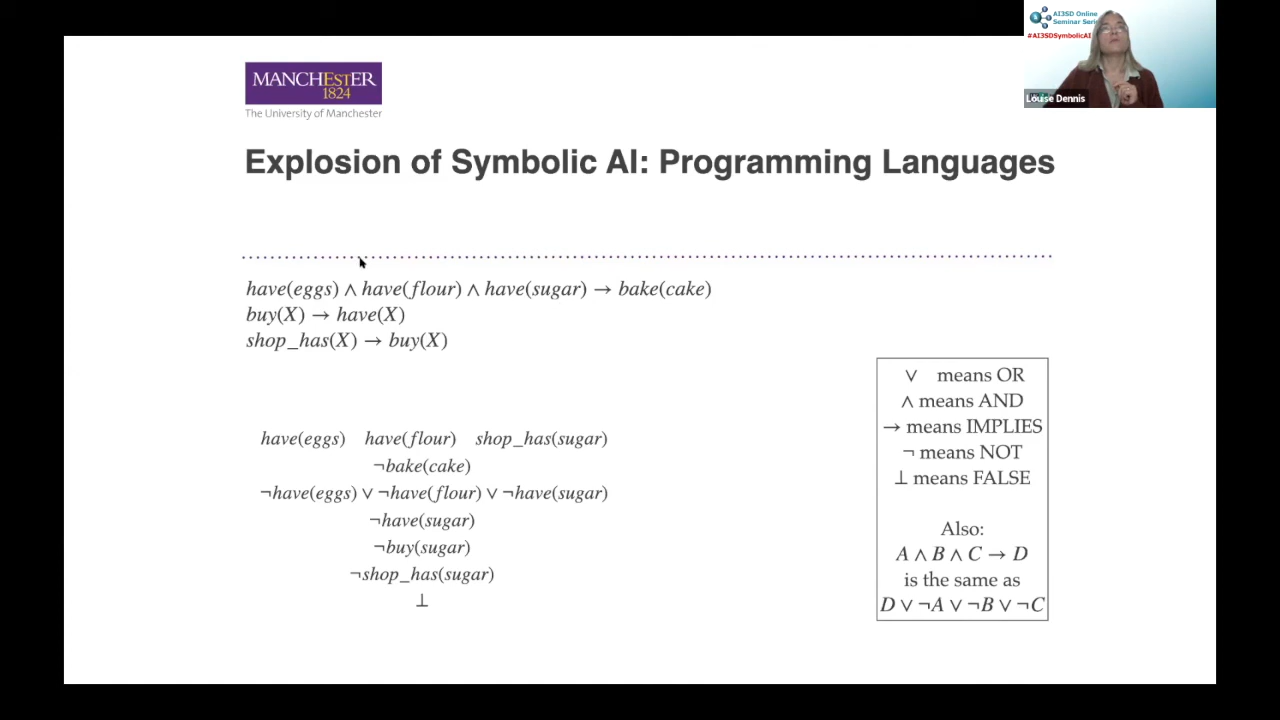 AI3SD Online
Seminar Series
#AI3SDSymbolicAI
Louise Dennis
MANCHESTER
1824
The University of Manchester
Explosion of Symbolic AI: Programming Languages
have(eggs) ∧ have(flour) ∧ have(sugar) → bake(cake)
buy(X) → have(X)
shop_has(X) → buy(X)
have(eggs) have(flour) shop_has(sugar)
¬bake(cake)
¬have(eggs) ∨ ¬have(flour) ∨ ¬have(sugar)
¬have(sugar)
¬buy(sugar)
¬shop_has(sugar)
⊥
∨ means OR
∧ means AND
→ means IMPLIES
¬ means NOT
⊥ means FALSE
Also:
A ∧ B ∧ C → D
is the same as
D ∨ ¬A ∨ ¬B ∨ ¬C